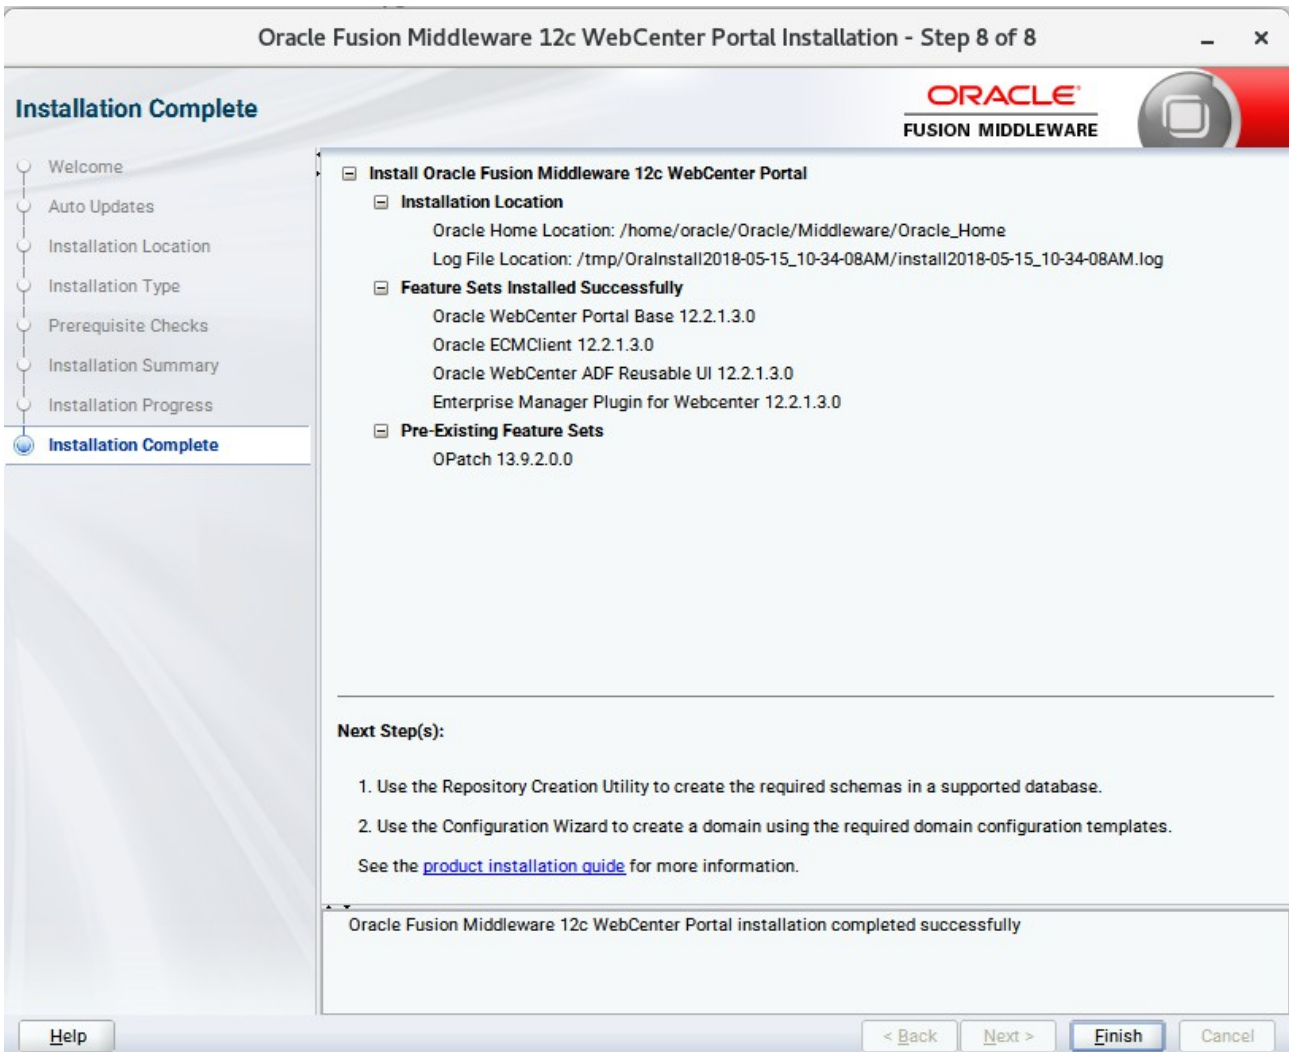 Oracle Fusion Middleware 12c WebCenter Portal Installation - Step 8 of 8
Installation Complete
ORACLE
FUSION MIDDLEWARE
Welcome
Auto Updates
Installation Location
Installation Type
Prerequisite Checks
Installation Summary
Installation Progress
Installation Complete
Install Oracle Fusion Middleware 12c WebCenter Portal
Installation Location
Oracle Home Location: /home/oracle/Oracle/Middleware/Oracle_Home
Log File Location: /tmp/OraInstall2018-05-15_10-34-08AM/install2018-05-15_10-34-08AM.log
Feature Sets Installed Successfully
Oracle WebCenter Portal Base 12.2.1.3.0
Oracle ECMClient 12.2.1.3.0
Oracle WebCenter ADF Reusable UI 12.2.1.3.0
Enterprise Manager Plugin for Webcenter 12.2.1.3.0
Pre-Existing Feature Sets
OPatch 13.9.2.0.0
Next Step(s):
1. Use the Repository Creation Utility to create the required schemas in a supported database.
2. Use the Configuration Wizard to create a domain using the required domain configuration templates.
See the product installation guide for more information.
Oracle Fusion Middleware 12c WebCenter Portal installation completed successfully
Help
< Back
Next >
Finish
Cancel